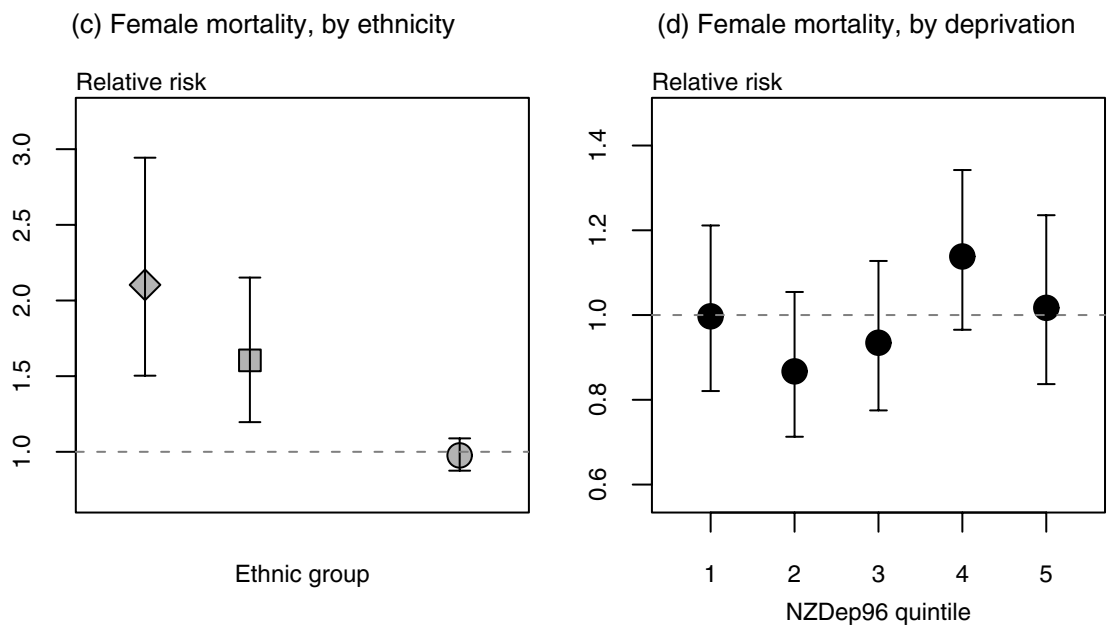 (c) Female mortality, by ethnicity
Relative risk
3.0
2.5
2.0
1.5
1.0
Ethnic group
(d) Female mortality, by deprivation
Relative risk
1.4
1.2
1.0
0.8
0.6
1 2 3 4 5
NZDep96 quintile